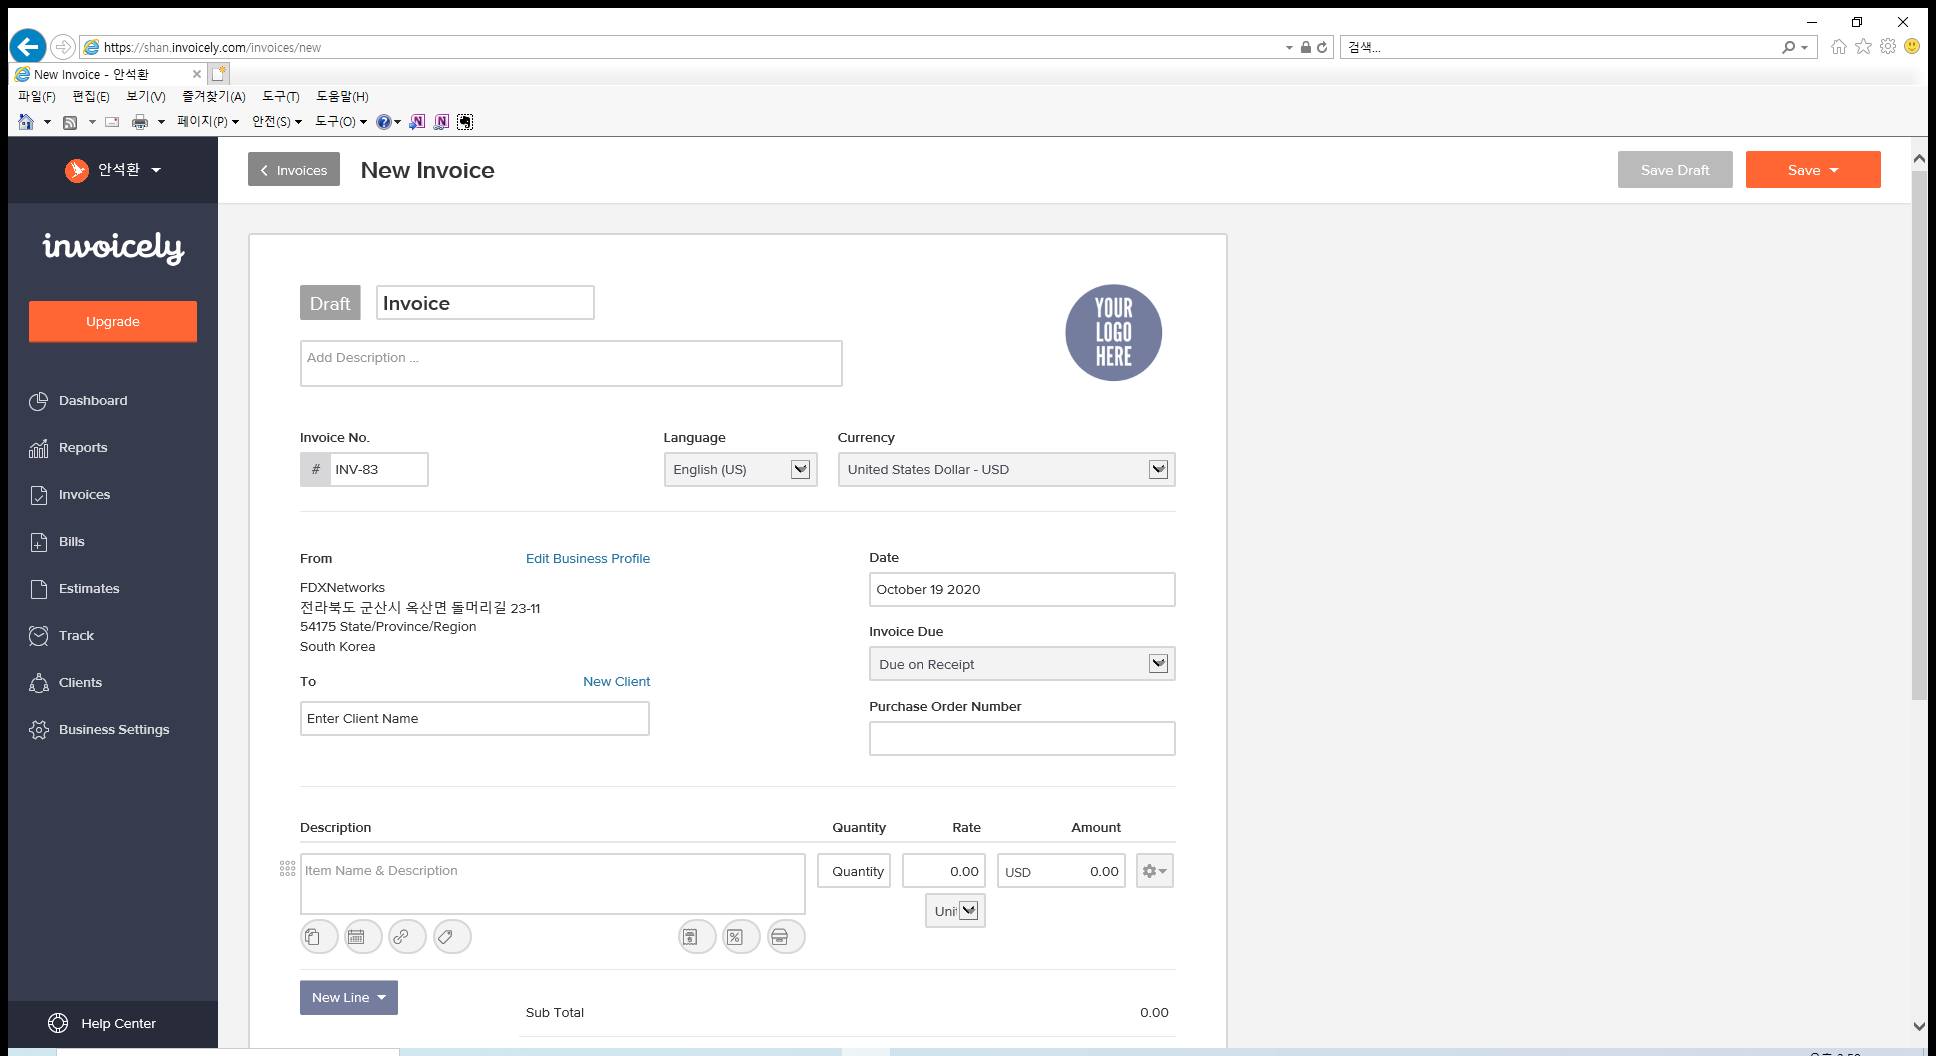 https://shan.invoicely.com/invoices/new
검색...
New Invoice - 안석환
파일(F) 편집(E) 보기(V) 즐겨찾기(A) 도구(T) 도움말(H)
페이지(P) 안전(S) 도구(O)
안석환
Invoices
New Invoice
Save Draft
Save
invoicely
Upgrade
Dashboard
Reports
Invoices
Bills
Estimates
Track
Clients
Business Settings
Help Center
Draft
Invoice
YOUR
LOGO
HERE
Add Description ...
Invoice No.
Language
Currency
# INV-83
English (US)
United States Dollar - USD
From
Edit Business Profile
FDXNetworks
전라북도 군산시 옥산면 돌머리길 23-11
54175 State/Province/Region
South Korea
To
New Client
Enter Client Name
Date
October 19 2020
Invoice Due
Due on Receipt
Purchase Order Number
Description Quantity Rate Amount
Item Name & Description
Quantity
0.00
USD 0.00
Uni
New Line
Sub Total 0.00